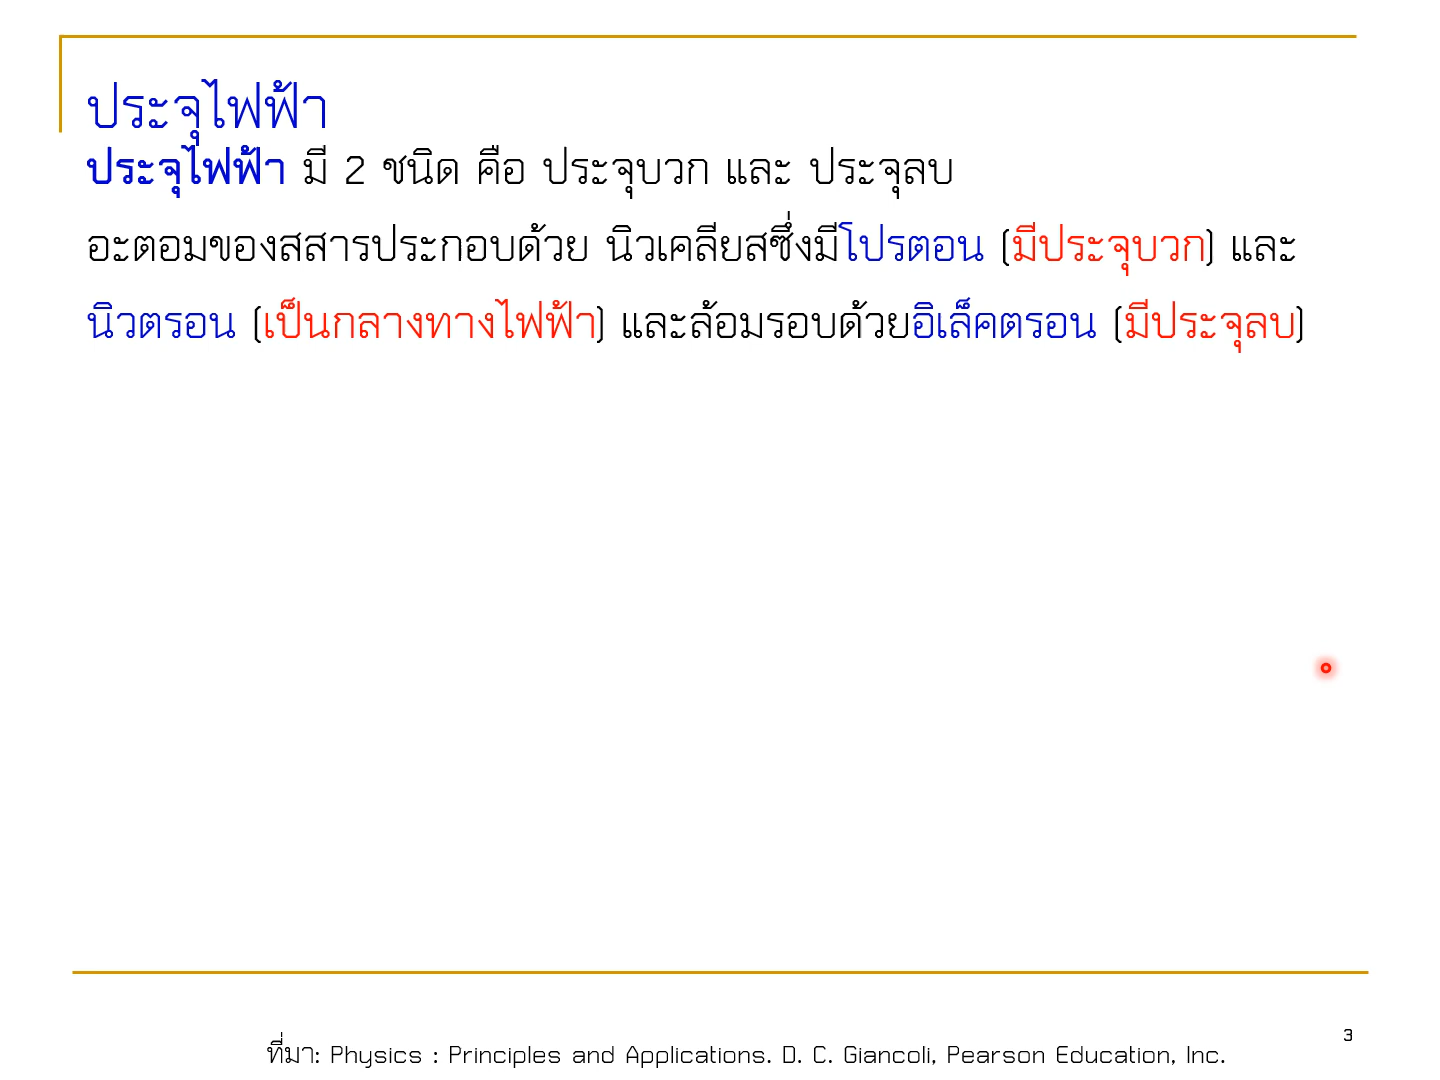 ประจุไฟฟ้า
ประจุไฟฟ้า มี 2 ชนิด คือ ประจุบวก และ ประจุลบ
อะตอมของสสารประกอบด้วย นิวเคลียสซึ่งมีโปรตอน (มีประจุบวก) และ
นิวตรอน (เป็นกลางทางไฟฟ้า) และล้อมรอบด้วยอิเล็คตรอน (มีประจุลบ)
3
ที่มา: Physics : Principles and Applications. D. C. Giancoli, Pearson Education, Inc.